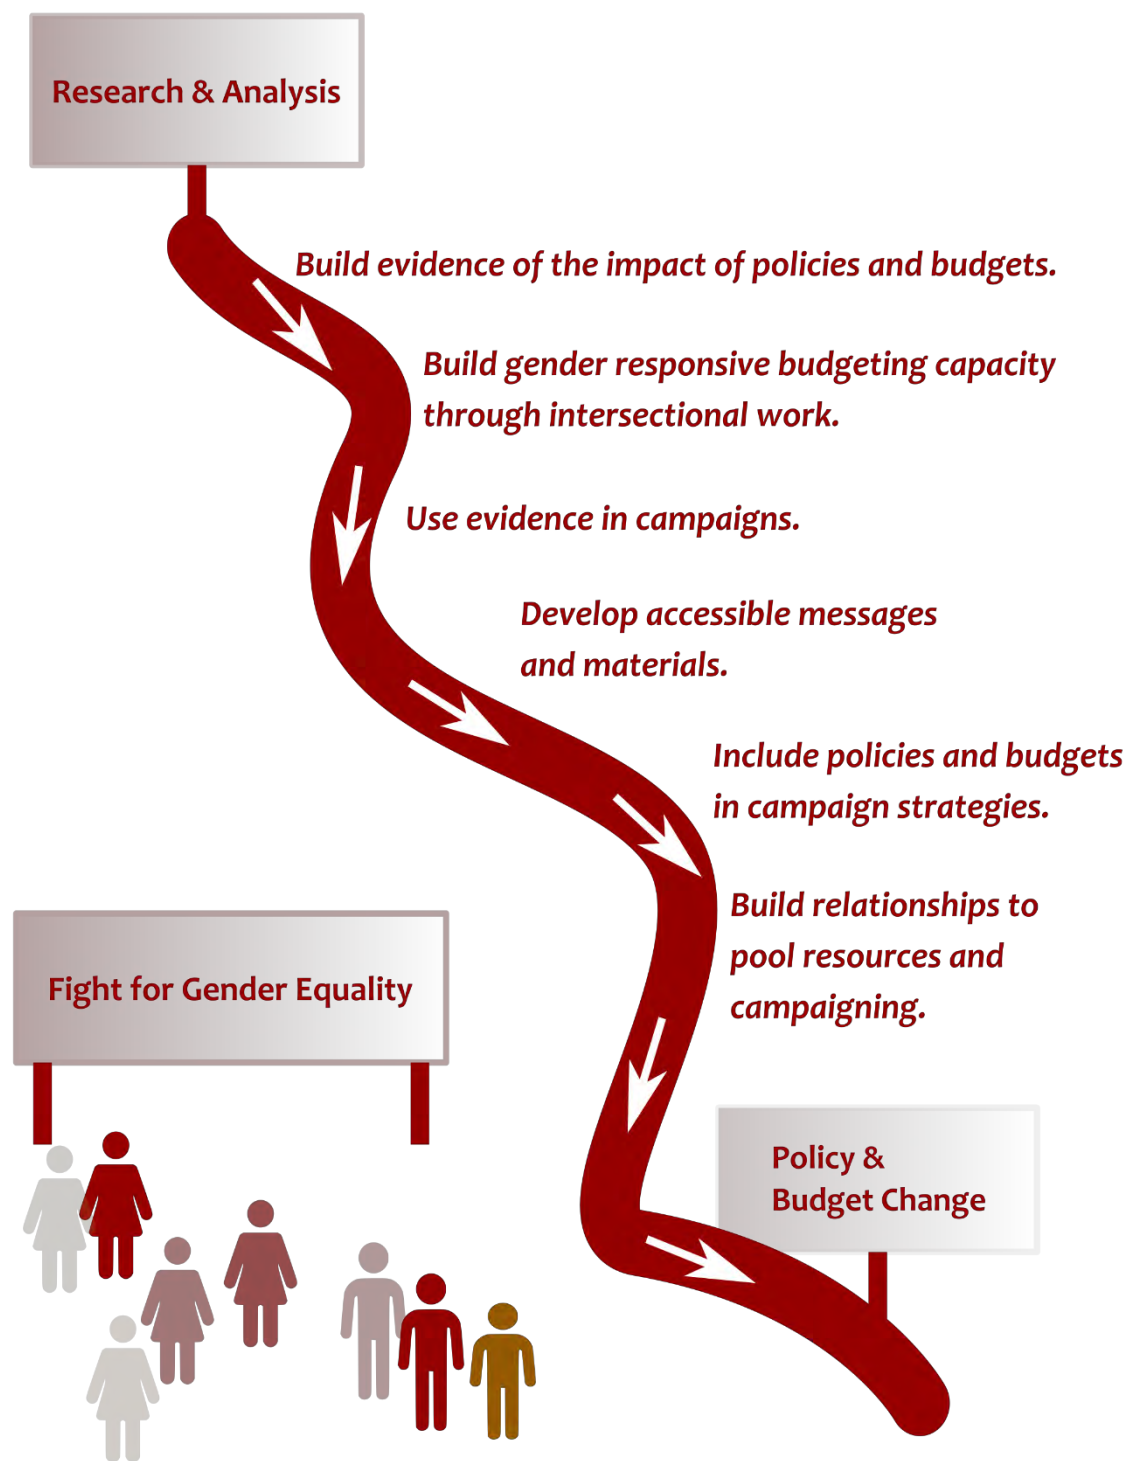 Research & Analysis
Build evidence of the impact of policies and budgets.
Build gender responsive budgeting capacity
through intersectional work.
Use evidence in campaigns.
Develop accessible messages
and materials.
Include policies and budgets
in campaign strategies.
Build relationships to
pool resources and
campaigning.
Fight for Gender Equality
Policy &
Budget Change